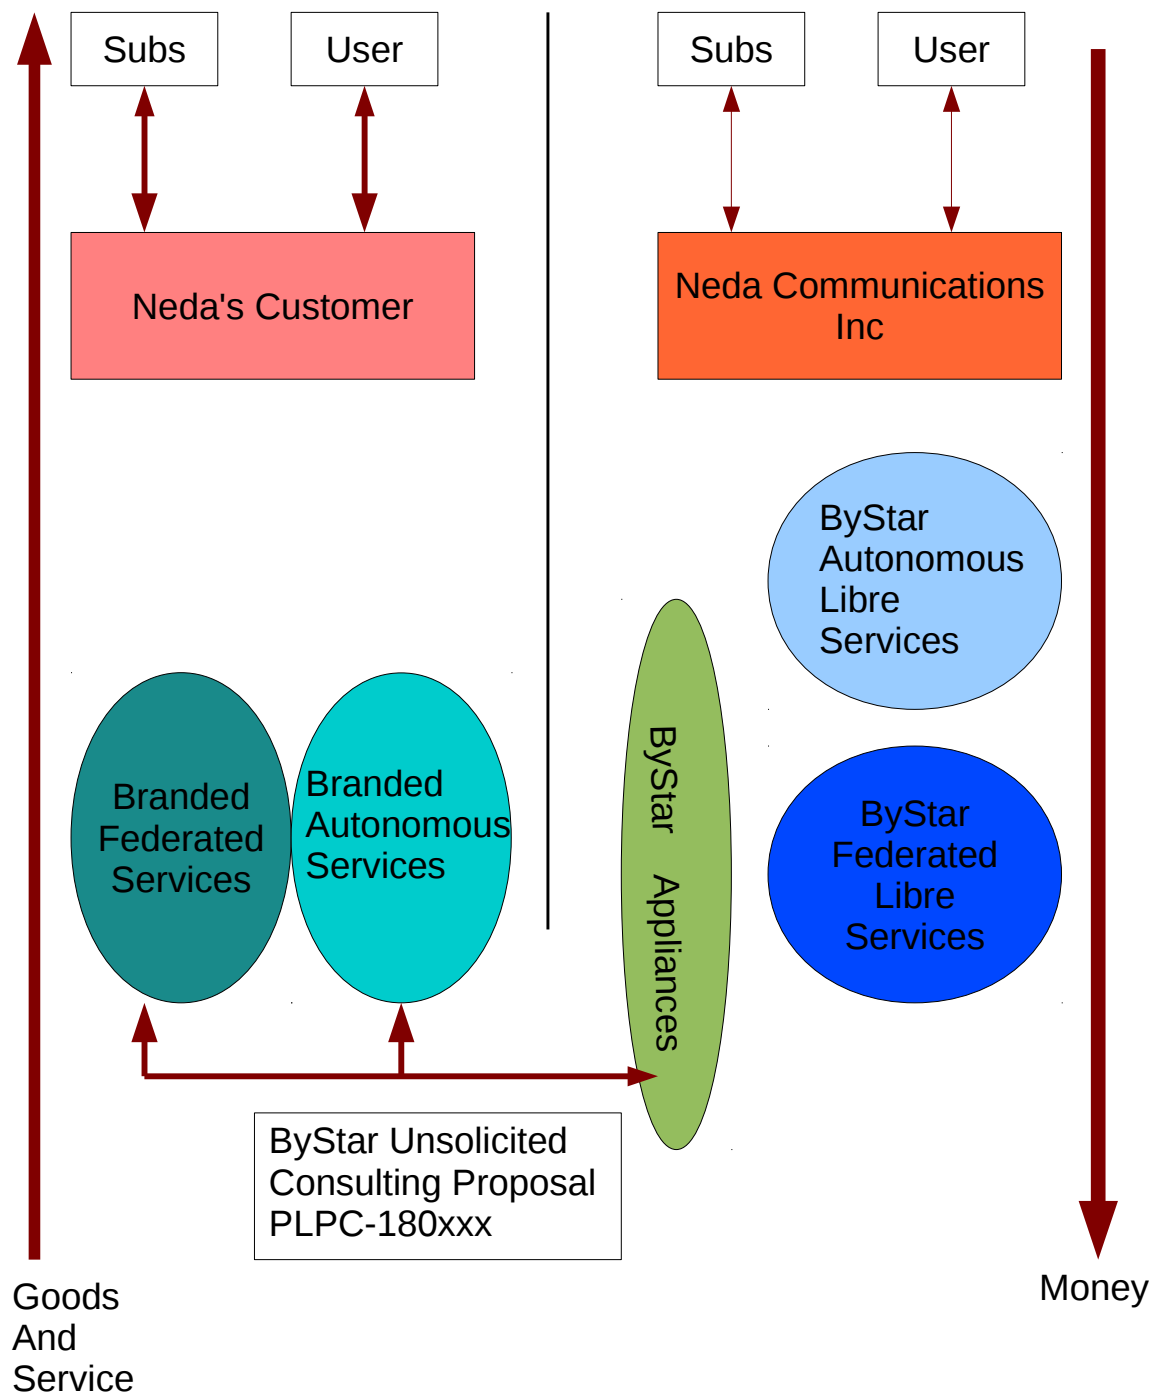 Subs
User
Subs
User
Neda's Customer
Neda Communications
Inc
ByStar
Autonomous
Libre
Services
Branded
Federated
Services
Branded
Autonomous
Services
ByStar Appliances
ByStar
Federated
Libre
Services
ByStar Unsolicited
Consulting Proposal
PLPC-180xxx
Goods
And
Service
Money